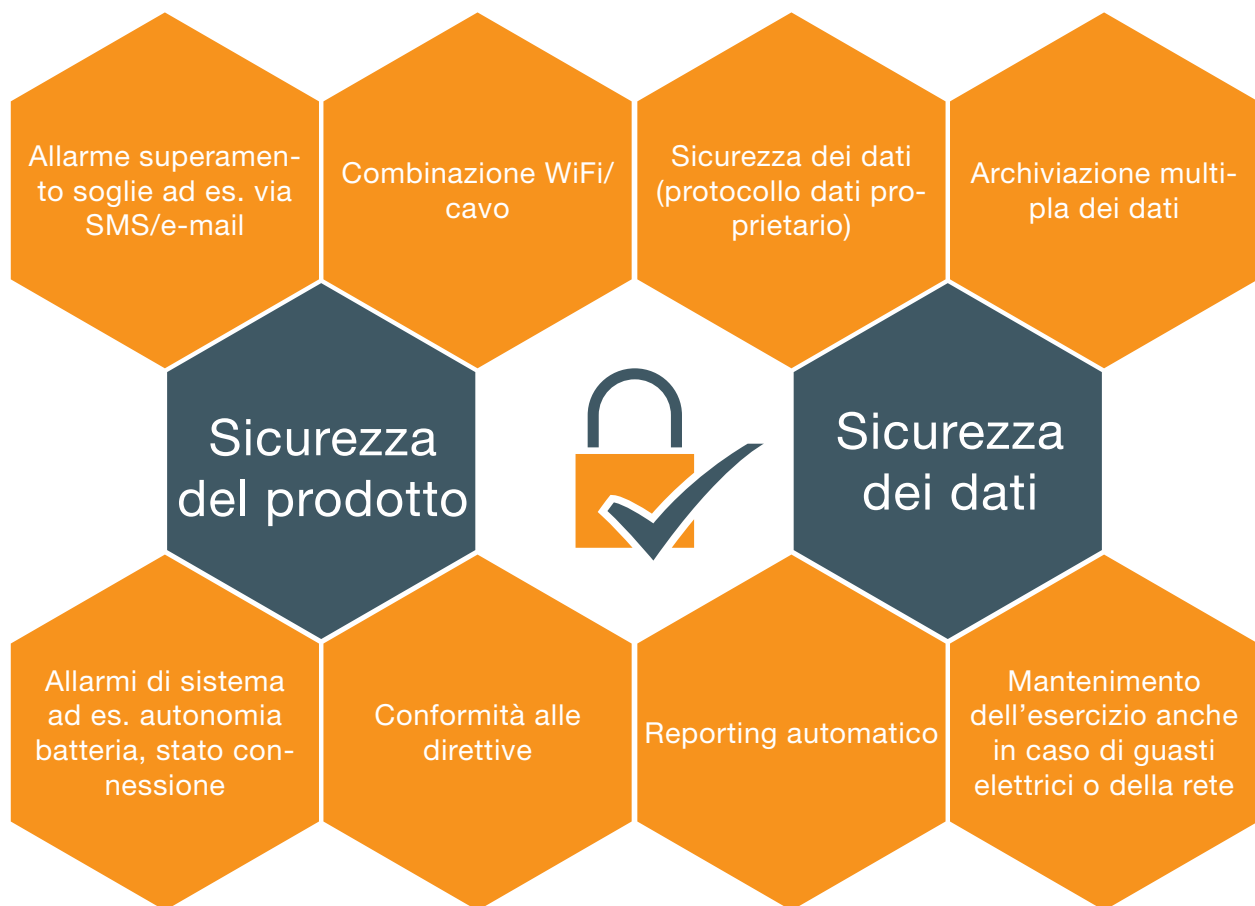 Allarme superamen-
to soglie ad es. via
SMS/e-mail
Combinazione WiFi/
cavo
Sicurezza dei dati
(protocollo dati pro-
prietario)
Archiviazione multi-
pla dei dati
Sicurezza
del prodotto
Sicurezza
dei dati
Allarmi di sistema
ad es. autonomia
batteria, stato con-
nessione
Conformità alle
direttive
Reporting automatico
Mantenimento
dell’esercizio anche
in caso di guasti
elettrici o della rete